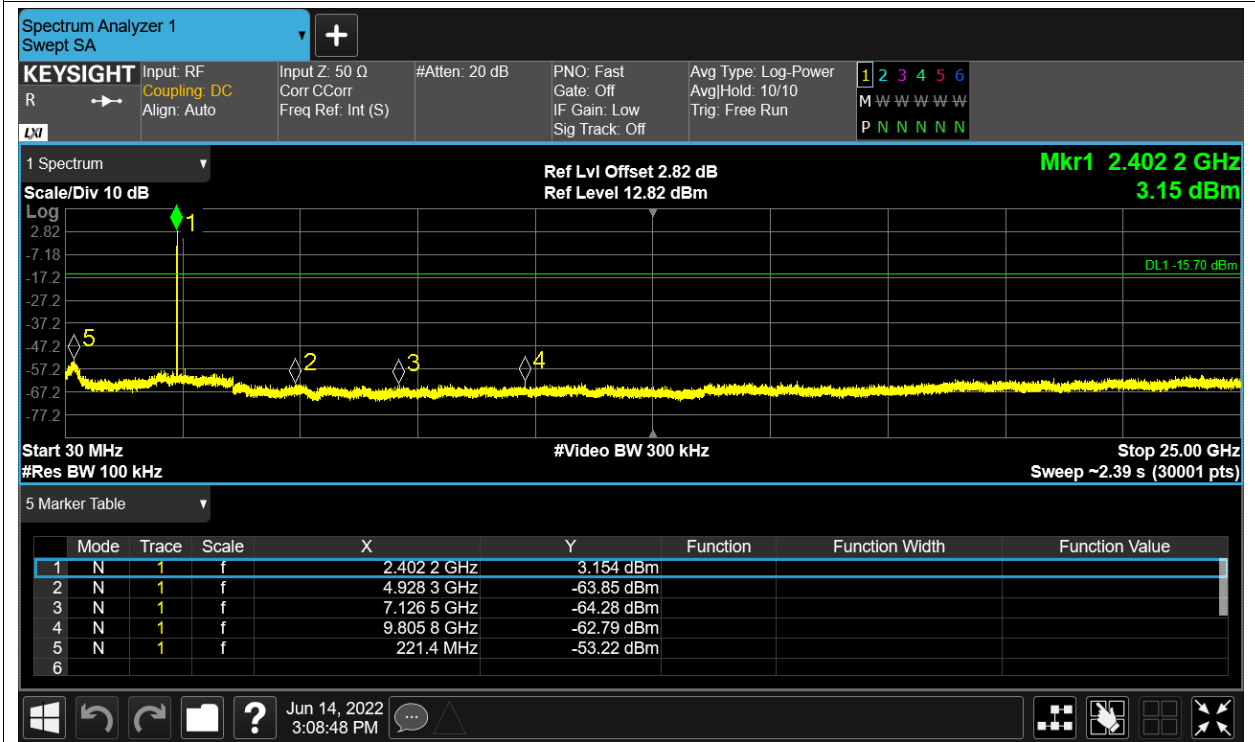 Spectrum Analyzer 1
Swept SA
+
KEYSIGHT
R
LXI
Input: RF
Coupling: DC
Align: Auto
Input Z: 50 Ω
Corr CCorr
Freq Ref: Int (S)
#Atten: 20 dB
PNO: Fast
Gate: Off
IF Gain: Low
Sig Track: Off
Avg Type: Log-Power
Avg|Hold: 10/10
Trig: Free Run
1 2 3 4 5 6
M W W W W W
P N N N N N
1 Spectrum
Scale/Div 10 dB
Ref Lvl Offset 2.82 dB
Ref Level 12.82 dBm
Mkr1 2.402 2 GHz
3.15 dBm
Log
2.82
-7.18
-17.2
-27.2
-37.2
-47.2
-57.2
-67.2
-77.2
1
DL1 -15.70 dBm
5
2
3
4
Start 30 MHz
#Res BW 100 kHz
#Video BW 300 kHz
Stop 25.00 GHz
Sweep ~2.39 s (30001 pts)
5 Marker Table
Mode Trace Scale X Y Function Function Width Function Value
1 N 1 f 2.402 2 GHz 3.154 dBm
2 N 1 f 4.928 3 GHz -63.85 dBm
3 N 1 f 7.126 5 GHz -64.28 dBm
4 N 1 f 9.805 8 GHz -62.79 dBm
5 N 1 f 221.4 MHz -53.22 dBm
6
?
Jun 14, 2022
3:08:48 PM